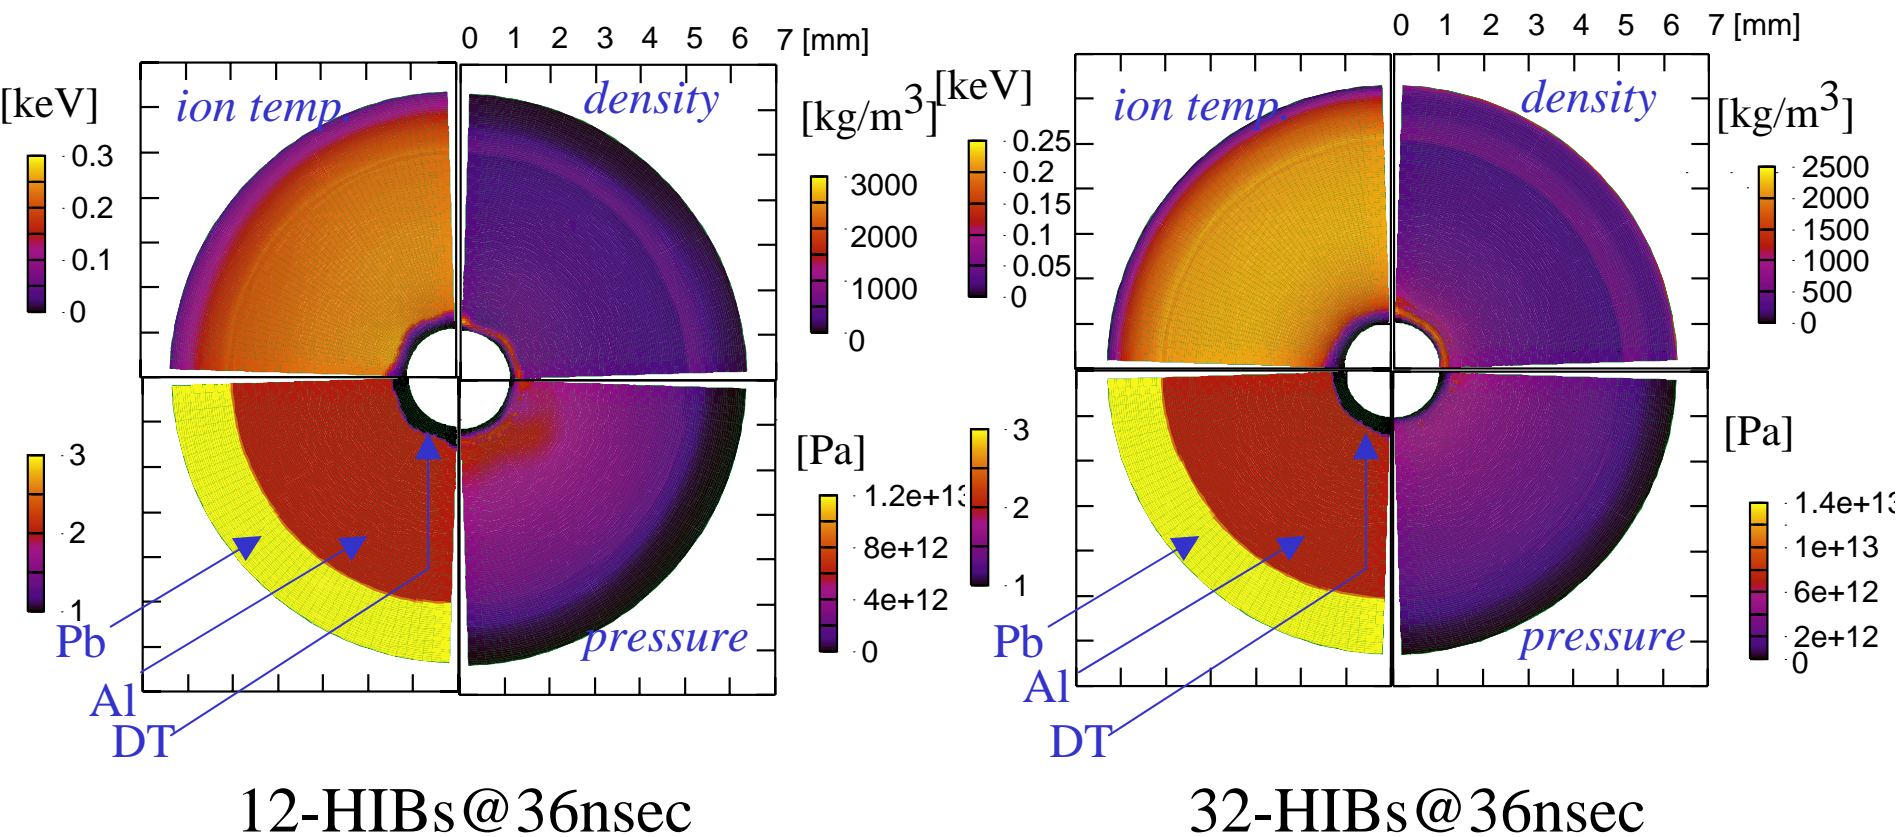 0 1 2 3 4 5 6 7 [mm]
[keV]
ion temp.
density
[kg/m3]
0.3
0.2
0.1
0
3000
2000
1000
0
3
2
1
[Pa]
1.2e+13
8e+12
4e+12
0
Pb
Al
DT
pressure
12-HIBs@36nsec
0 1 2 3 4 5 6 7 [mm]
[keV]
ion temp.
density
[kg/m3]
0.25
0.2
0.15
0.1
0.05
0
2500
2000
1500
1000
500
0
3
2
1
[Pa]
1.4e+13
1e+13
6e+12
2e+12
0
Pb
Al
DT
pressure
32-HIBs@36nsec